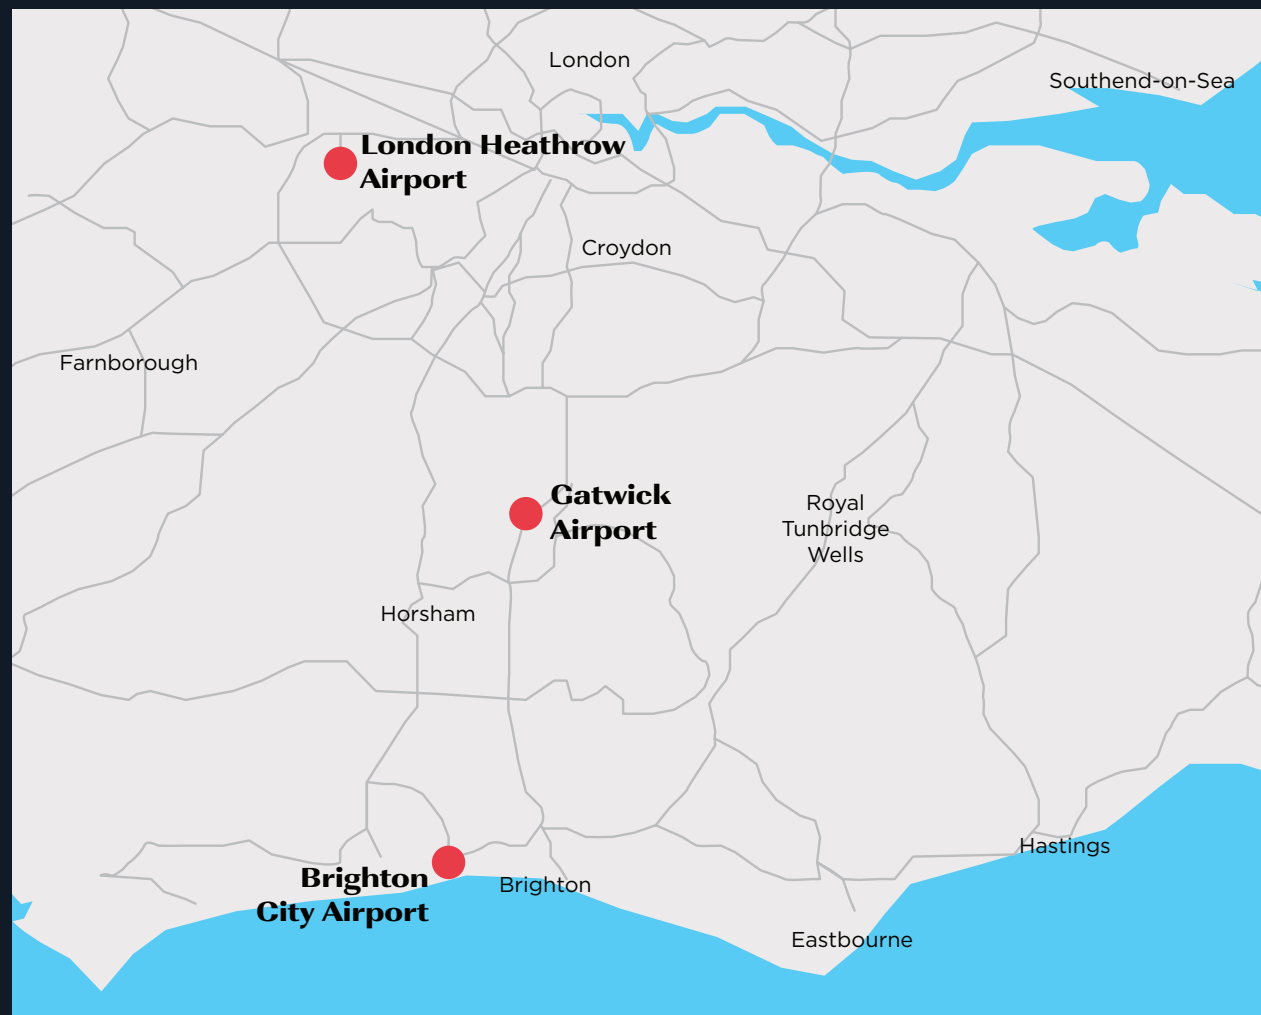 London
Southend-on-Sea
London Heathrow
Airport
Croydon
Farnborough
Gatwick
Airport
Royal
Tunbridge
Wells
Horsham
Hastings
Brighton
City Airport
Brighton
Eastbourne